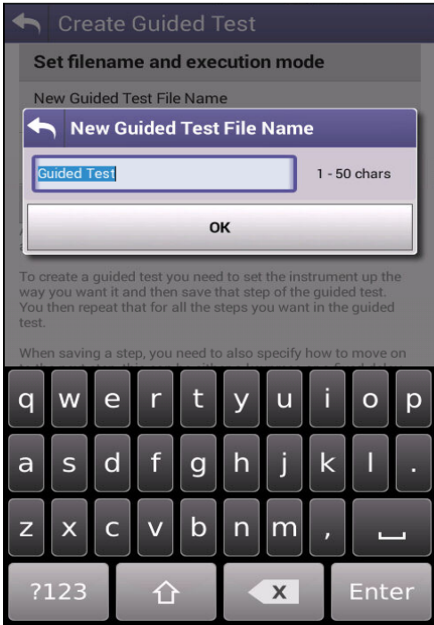 Create Guided Test
Set filename and execution mode
New Guided Test File Name
New Guided Test File Name
Guided Test
1 - 50 chars
OK
To create a guided test you need to set the instrument up the
way you want it and then save that step of the guided test.
You then repeat that for all the steps you want in the guided
test.
When saving a step, you need to also specify how to move on
q w e r t y u i o p
a s d f g h j k l .
z x c v b n m ,
?123 X Enter